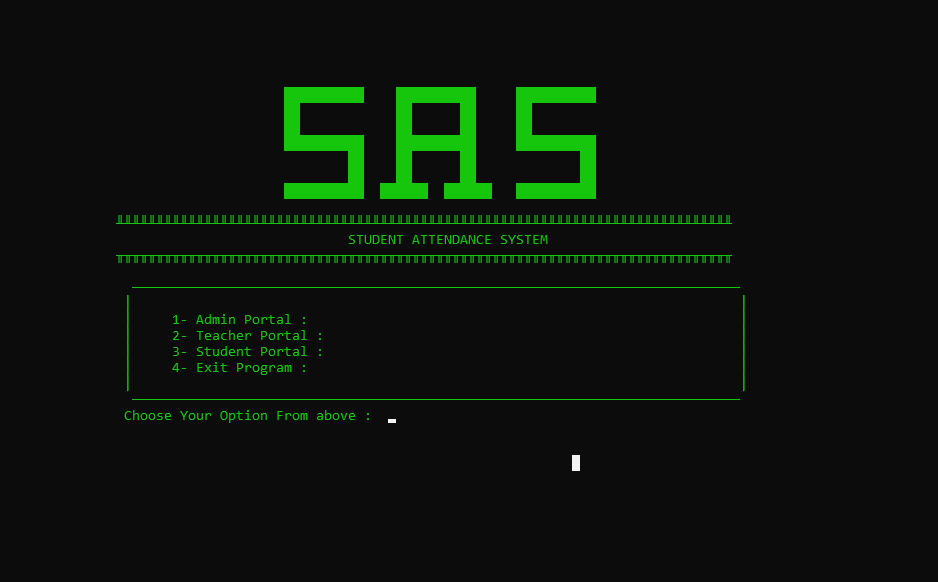 SAS
STUDENT ATTENDANCE SYSTEM
1- Admin Portal :
2- Teacher Portal :
3- Student Portal :
4- Exit Program :
Choose Your Option From above :